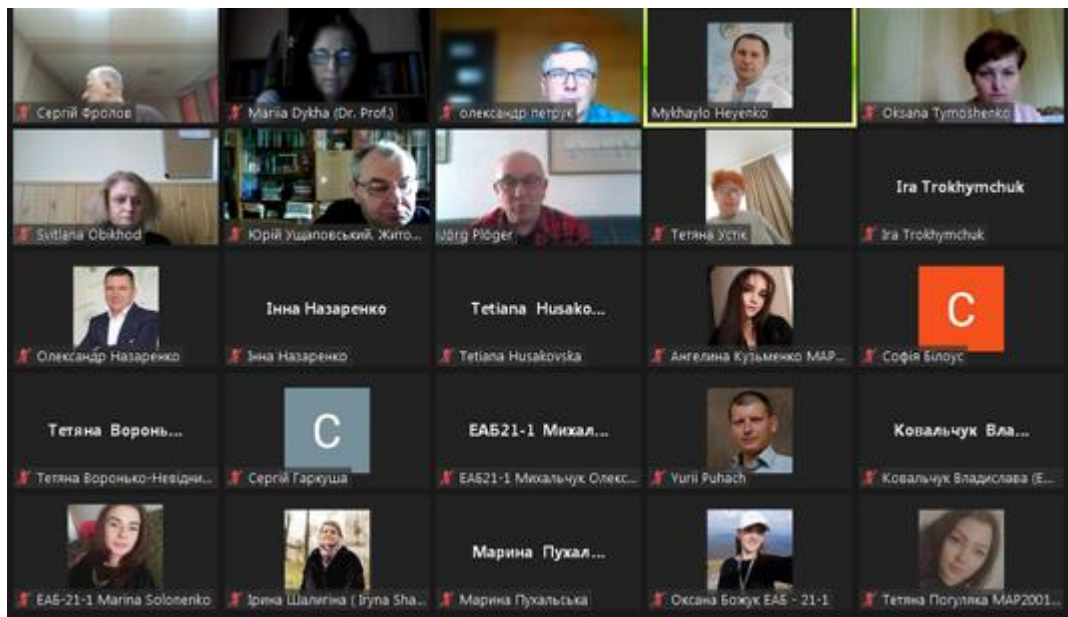 Сергій Фролов
Mariia Dykha (Dr. Prof.)
олександр петрук
Mykhaylo Heyenko
Oksana Tymoshenko
Svitlana Obikhod
Юрій Ущаповський. Жито...
Jörg Plöger
Тетяна Устік
Ira Trokhymchuk
Ira Trokhymchuk
Олександр Назаренко
Інна Назаренко
Інна Назаренко
Tetiana Husako...
Tetiana Husakovska
Ангелина Кузьменко МАР...
С
Софія Білоус
Тетяна Воронь...
Тетяна Воронько-Невідни...
С
Сергій Гаркуша
ЕАБ21-1 Михал...
ЕАБ21-1 Михальчук Олекс...
Yurii Puhach
Ковальчук Вла...
Ковальчук Владислава (Е...
ЕАБ-21-1 Marina Solonenko
Ірина Шалигіна ( Iryna Sha...
Марина Пухал...
Марина Пухальська
Оксана Божук ЕАБ - 21-1
Тетяна Погуляка МАР2001...